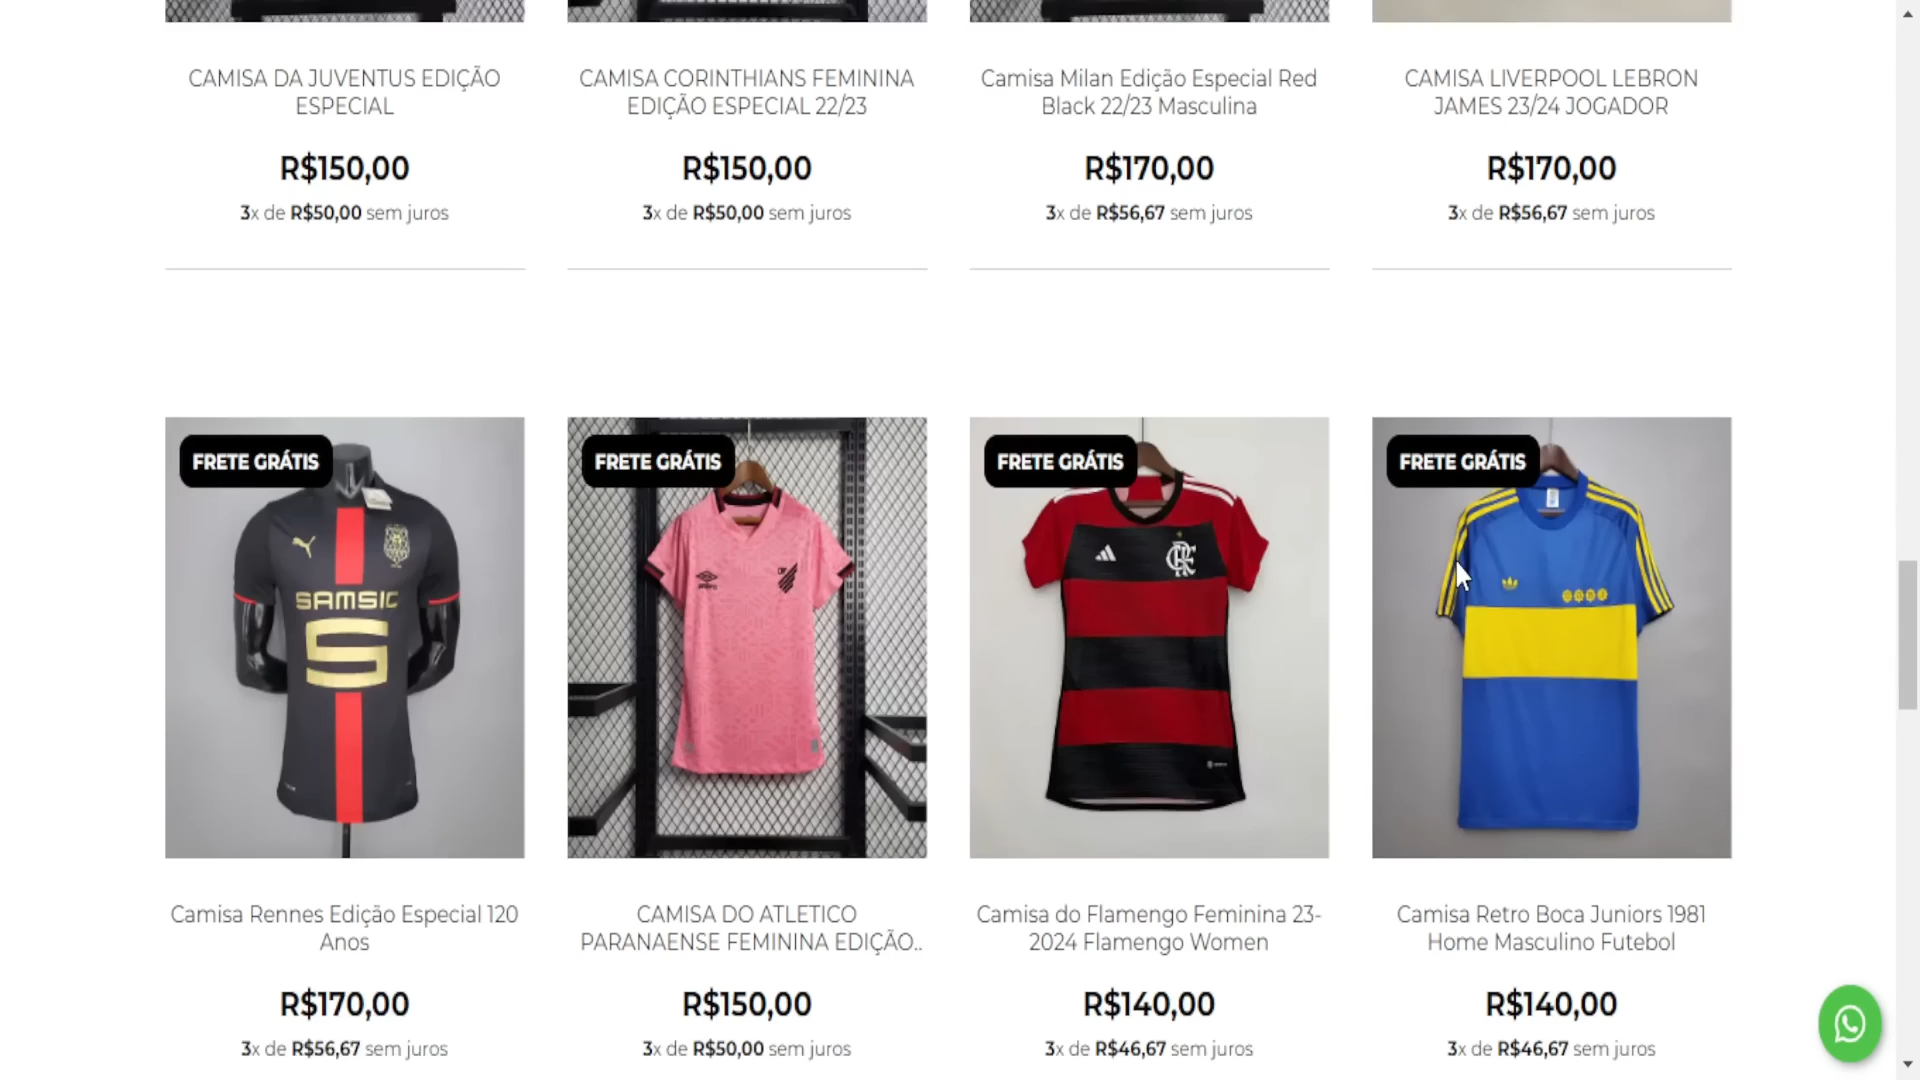 CAMISA DA JUVENTUS EDIÇÃO
ESPECIAL
R$150,00
3x de R$50,00 sem juros
CAMISA CORINTHIANS FEMININA
EDIÇÃO ESPECIAL 22/23
R$150,00
3x de R$50,00 sem juros
Camisa Milan Edição Especial Red
Black 22/23 Masculina
R$170,00
3x de R$56,67 sem juros
CAMISA LIVERPOOL LEBRON
JAMES 23/24 JOGADOR
R$170,00
3x de R$56,67 sem juros
FRETE GRÁTIS
SAMSIC
S
Camisa Rennes Edição Especial 120
Anos
R$170,00
3x de R$56,67 sem juros
FRETE GRÁTIS
CAMISA DO ATLETICO
PARANAENSE FEMININA EDIÇÃO..
R$150,00
3x de R$50,00 sem juros
FRETE GRÁTIS
Camisa do Flamengo Feminina 23-
2024 Flamengo Women
R$140,00
3x de R$46,67 sem juros
FRETE GRÁTIS
Camisa Retro Boca Juniors 1981
Home Masculino Futebol
R$140,00
3x de R$46,67 sem juros